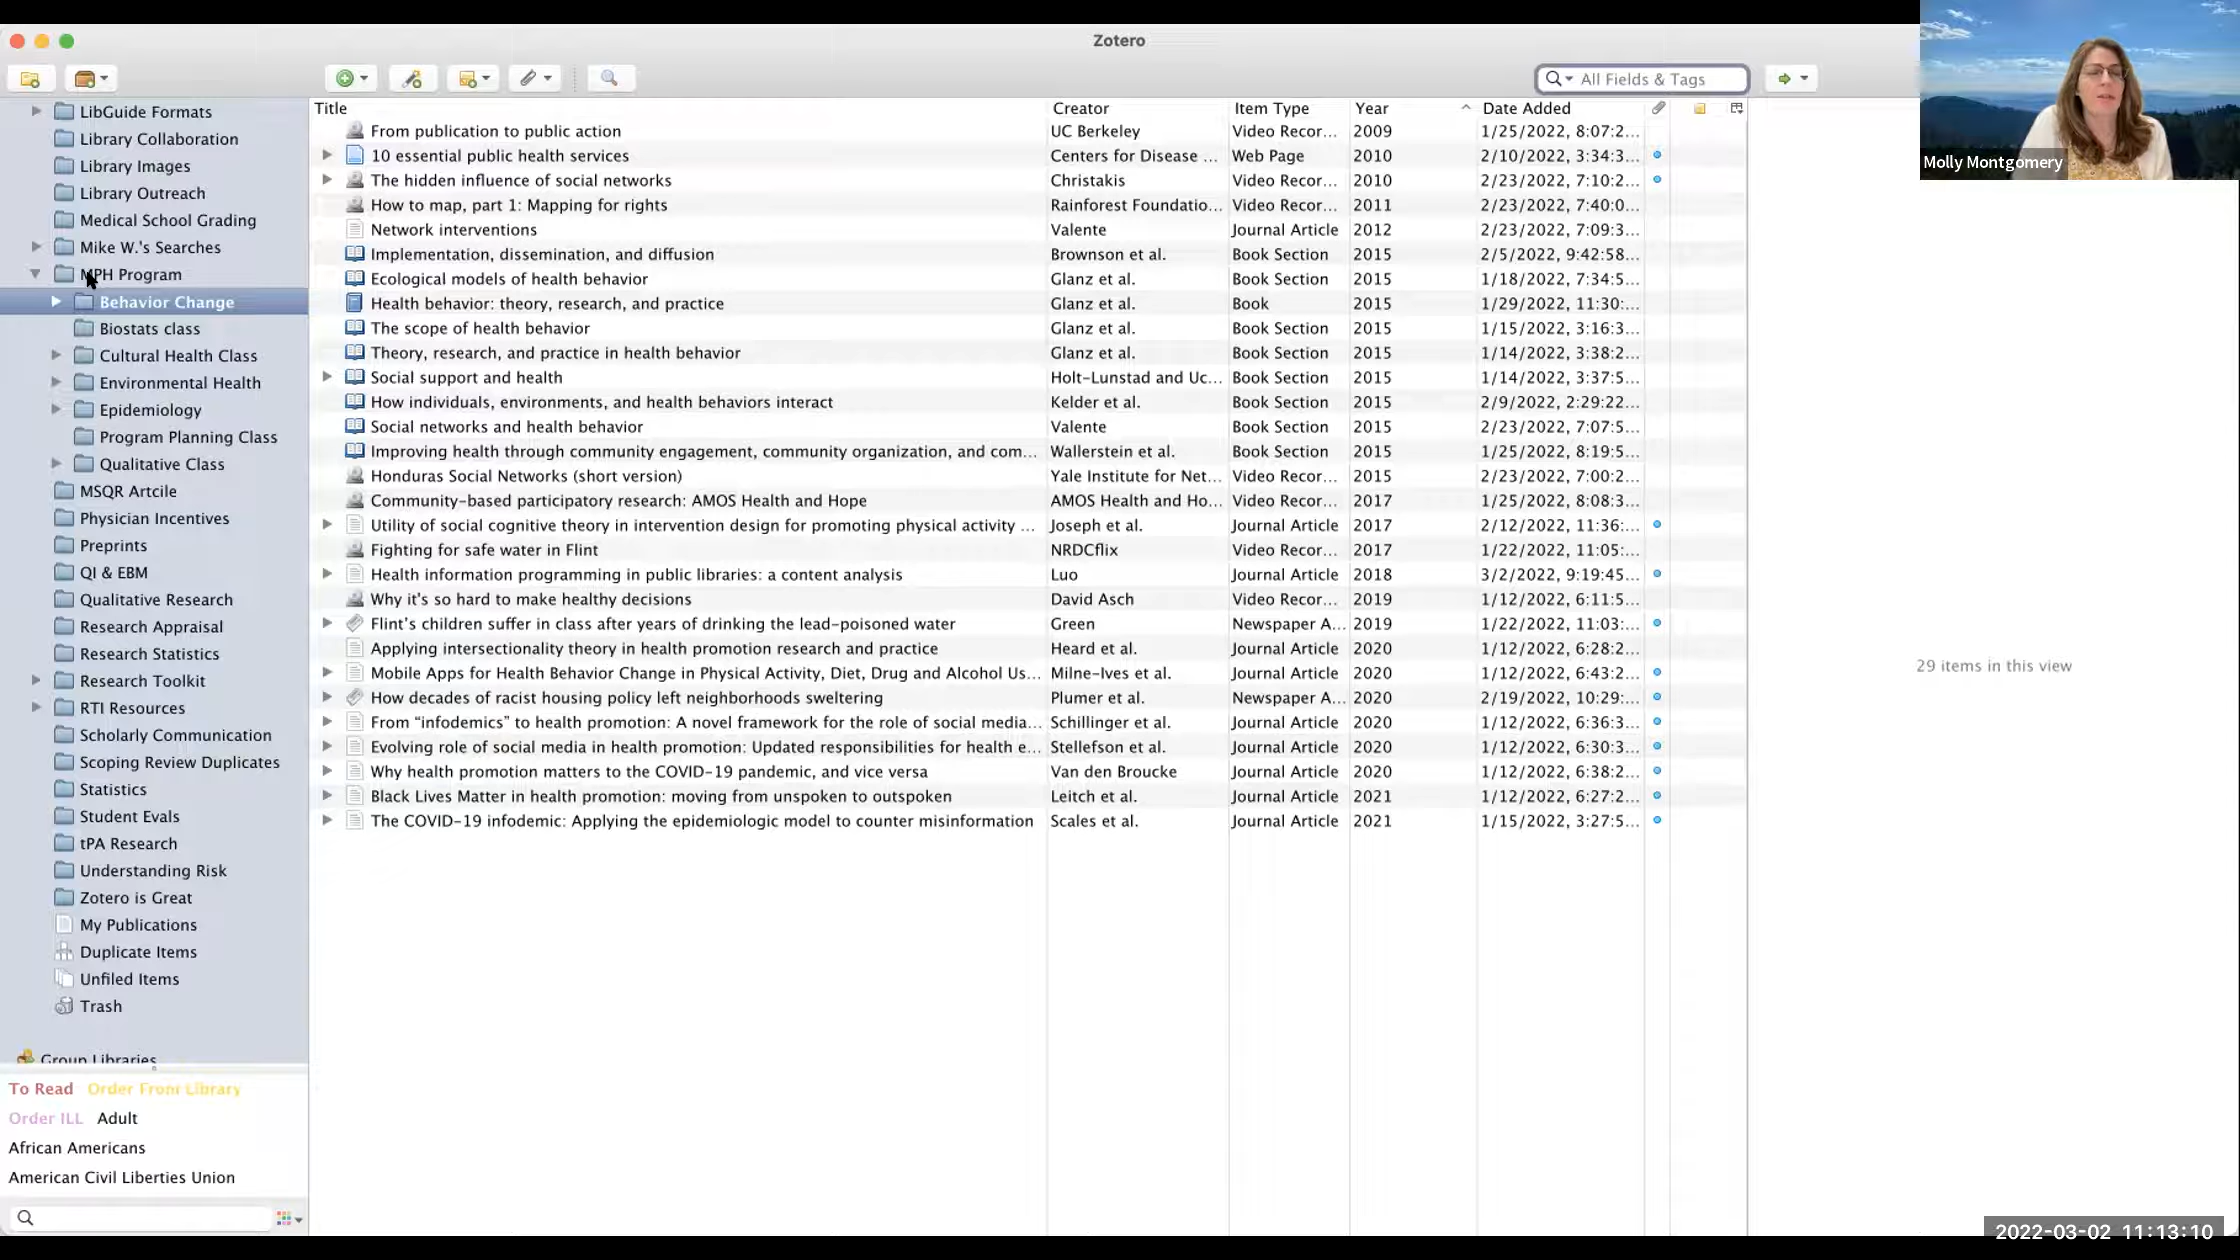 Zotero
All Fields & Tags
Molly Montgomery
LibGuide Formats
Library Collaboration
Library Images
Library Outreach
Medical School Grading
Mike W.'s Searches
MPH Program
Behavior Change
Biostats class
Cultural Health Class
Environmental Health
Epidemiology
Program Planning Class
Qualitative Class
MSQR Artcile
Physician Incentives
Preprints
QI & EBM
Qualitative Research
Research Appraisal
Research Statistics
Research Toolkit
RTI Resources
Scholarly Communication
Scoping Review Duplicates
Statistics
Student Evals
tPA Research
Understanding Risk
Zotero is Great
My Publications
Duplicate Items
Unfiled Items
Trash
Group Libraries
To Read Order From Library
Order ILL Adult
African Americans
American Civil Liberties Union
Title Creator Item Type Year Date Added
From publication to public action UC Berkeley Video Recor... 2009 1/25/2022, 8:07:2...
10 essential public health services Centers for Disease ... Web Page 2010 2/10/2022, 3:34:3...
The hidden influence of social networks Christakis Video Recor... 2010 2/23/2022, 7:10:2...
How to map, part 1: Mapping for rights Rainforest Foundatio... Video Recor... 2011 2/23/2022, 7:40:0...
Network interventions Valente Journal Article 2012 2/23/2022, 7:09:3...
Implementation, dissemination, and diffusion Brownson et al. Book Section 2015 2/5/2022, 9:42:58...
Ecological models of health behavior Glanz et al. Book Section 2015 1/18/2022, 7:34:5...
Health behavior: theory, research, and practice Glanz et al. Book 2015 1/29/2022, 11:30:...
The scope of health behavior Glanz et al. Book Section 2015 1/15/2022, 3:16:3...
Theory, research, and practice in health behavior Glanz et al. Book Section 2015 1/14/2022, 3:38:2...
Social support and health Holt-Lunstad and Uc... Book Section 2015 1/14/2022, 3:37:5...
How individuals, environments, and health behaviors interact Kelder et al. Book Section 2015 2/9/2022, 2:29:22...
Social networks and health behavior Valente Book Section 2015 2/23/2022, 7:07:5...
Improving health through community engagement, community organization, and com... Wallerstein et al. Book Section 2015 1/25/2022, 8:19:5...
Honduras Social Networks (short version) Yale Institute for Net... Video Recor... 2015 2/23/2022, 7:00:2...
Community-based participatory research: AMOS Health and Hope AMOS Health and Ho... Video Recor... 2017 1/25/2022, 8:08:3...
Utility of social cognitive theory in intervention design for promoting physical activity ... Joseph et al. Journal Article 2017 2/12/2022, 11:36:...
Fighting for safe water in Flint NRDCflix Video Recor... 2017 1/22/2022, 11:05:...
Health information programming in public libraries: a content analysis Luo Journal Article 2018 3/2/2022, 9:19:45...
Why it's so hard to make healthy decisions David Asch Video Recor... 2019 1/12/2022, 6:11:5...
Flint's children suffer in class after years of drinking the lead-poisoned water Green Newspaper A... 2019 1/22/2022, 11:03:...
Applying intersectionality theory in health promotion research and practice Heard et al. Journal Article 2020 1/12/2022, 6:28:2...
Mobile Apps for Health Behavior Change in Physical Activity, Diet, Drug and Alcohol Us... Milne-Ives et al. Journal Article 2020 1/12/2022, 6:43:2...
How decades of racist housing policy left neighborhoods sweltering Plumer et al. Newspaper A... 2020 2/19/2022, 10:29:...
From “infodemics” to health promotion: A novel framework for the role of social media... Schillinger et al. Journal Article 2020 1/12/2022, 6:36:3...
Evolving role of social media in health promotion: Updated responsibilities for health e... Stellefson et al. Journal Article 2020 1/12/2022, 6:30:3...
Why health promotion matters to the COVID-19 pandemic, and vice versa Van den Broucke Journal Article 2020 1/12/2022, 6:38:2...
Black Lives Matter in health promotion: moving from unspoken to outspoken Leitch et al. Journal Article 2021 1/12/2022, 6:27:2...
The COVID-19 infodemic: Applying the epidemiologic model to counter misinformation Scales et al. Journal Article 2021 1/15/2022, 3:27:5...
29 items in this view
2022-03-02 11:13:10